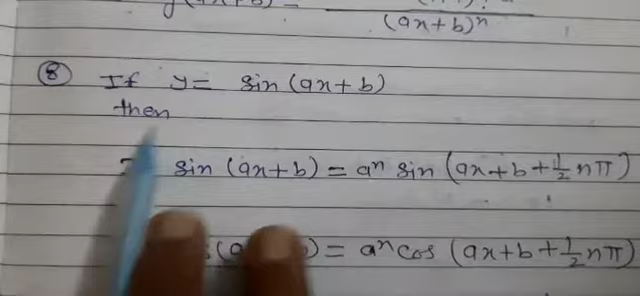 (ax+b)ⁿ
⑧ If y = sin (ax+b)
then
sin (ax+b) = aⁿ sin (ax+b+½nπ)
= aⁿ cos (ax+b+½nπ)